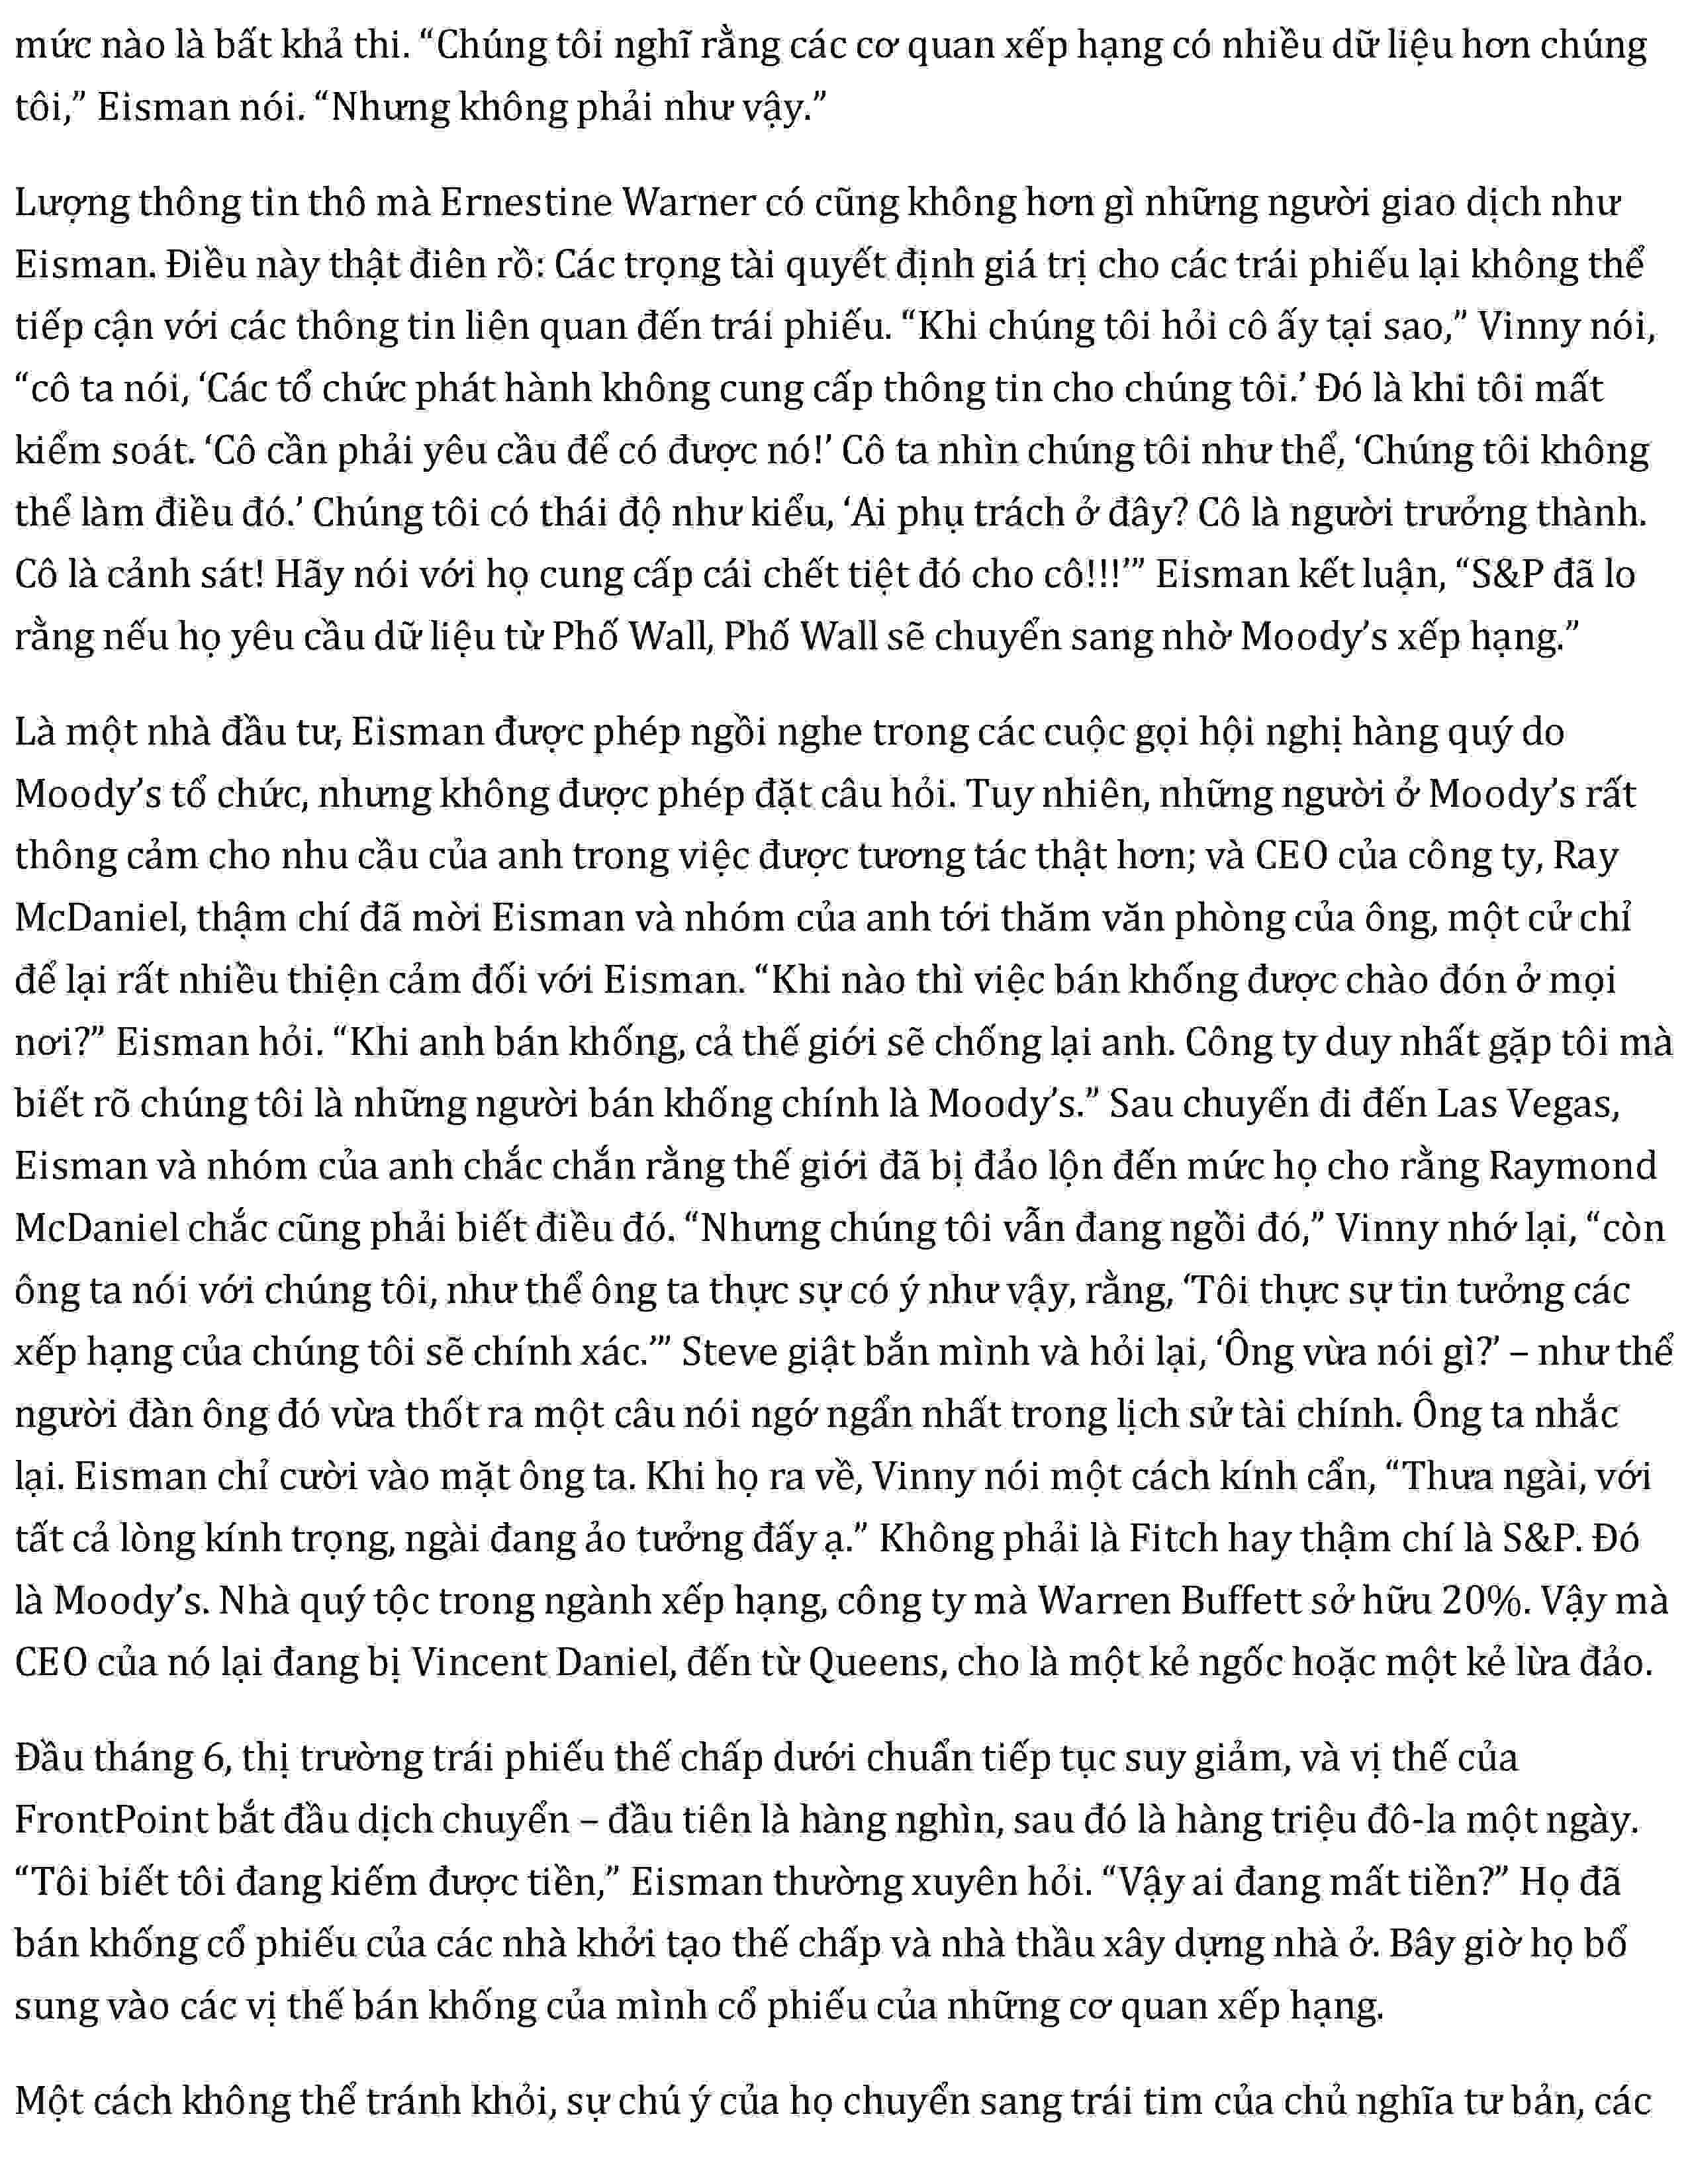 mức nào là bất khả thi. “Chúng tôi nghĩ rằng các cơ quan xếp hạng có nhiều dữ liệu hơn chúng
tôi,” Eisman nói. “Nhưng không phải như vậy.”
Lượng thông tin thô mà Ernestine Warner có cũng không hơn gì những người giao dịch như
Eisman. Điều này thật điên rồ: Các trọng tài quyết định giá trị cho các trái phiếu lại không thể
tiếp cận với các thông tin liên quan đến trái phiếu. “Khi chúng tôi hỏi cô ấy tại sao,” Vinny nói,
“cô ta nói, ‘Các tổ chức phát hành không cung cấp thông tin cho chúng tôi.’ Đó là khi tôi mất
kiểm soát. ‘Cô cần phải yêu cầu để có được nó!’ Cô ta nhìn chúng tôi như thể, ‘Chúng tôi không
thể làm điều đó.’ Chúng tôi có thái độ như kiểu, ‘Ai phụ trách ở đây? Cô là người trưởng thành.
Cô là cảnh sát! Hãy nói với họ cung cấp cái chết tiệt đó cho cô!!!’” Eisman kết luận, “S&P đã lo
rằng nếu họ yêu cầu dữ liệu từ Phố Wall, Phố Wall sẽ chuyển sang nhờ Moody’s xếp hạng.”
Là một nhà đầu tư, Eisman được phép ngồi nghe trong các cuộc gọi hội nghị hàng quý do
Moody’s tổ chức, nhưng không được phép đặt câu hỏi. Tuy nhiên, những người ở Moody’s rất
thông cảm cho nhu cầu của anh trong việc được tương tác thật hơn; và CEO của công ty, Ray
McDaniel, thậm chí đã mời Eisman và nhóm của anh tới thăm văn phòng của ông, một cử chỉ
để lại rất nhiều thiện cảm đối với Eisman. “Khi nào thì việc bán khống được chào đón ở mọi
nơi?” Eisman hỏi. “Khi anh bán khống, cả thế giới sẽ chống lại anh. Công ty duy nhất gặp tôi mà
biết rõ chúng tôi là những người bán khống chính là Moody’s.” Sau chuyến đi đến Las Vegas,
Eisman và nhóm của anh chắc chắn rằng thế giới đã bị đảo lộn đến mức họ cho rằng Raymond
McDaniel chắc cũng phải biết điều đó. “Nhưng chúng tôi vẫn đang ngồi đó,” Vinny nhớ lại, “còn
ông ta nói với chúng tôi, như thể ông ta thực sự có ý như vậy, rằng, ‘Tôi thực sự tin tưởng các
xếp hạng của chúng tôi sẽ chính xác.’” Steve giật bắn mình và hỏi lại, ‘Ông vừa nói gì?’ – như thể
người đàn ông đó vừa thốt ra một câu nói ngớ ngẩn nhất trong lịch sử tài chính. Ông ta nhắc
lại. Eisman chỉ cười vào mặt ông ta. Khi họ ra về, Vinny nói một cách kính cẩn, “Thưa ngài, với
tất cả lòng kính trọng, ngài đang ảo tưởng đấy ạ.” Không phải là Fitch hay thậm chí là S&P. Đó
là Moody’s. Nhà quý tộc trong ngành xếp hạng, công ty mà Warren Buffett sở hữu 20%. Vậy mà
CEO của nó lại đang bị Vincent Daniel, đến từ Queens, cho là một kẻ ngốc hoặc một kẻ lừa đảo.
Đầu tháng 6, thị trường trái phiếu thế chấp dưới chuẩn tiếp tục suy giảm, và vị thế của
FrontPoint bắt đầu dịch chuyển – đầu tiên là hàng nghìn, sau đó là hàng triệu đô-la một ngày.
“Tôi biết tôi đang kiếm được tiền,” Eisman thường xuyên hỏi. “Vậy ai đang mất tiền?” Họ đã
bán khống cổ phiếu của các nhà khởi tạo thế chấp và nhà thầu xây dựng nhà ở. Bây giờ họ bổ
sung vào các vị thế bán khống của mình cổ phiếu của những cơ quan xếp hạng.
Một cách không thể tránh khỏi, sự chú ý của họ chuyển sang trái tim của chủ nghĩa tư bản, các